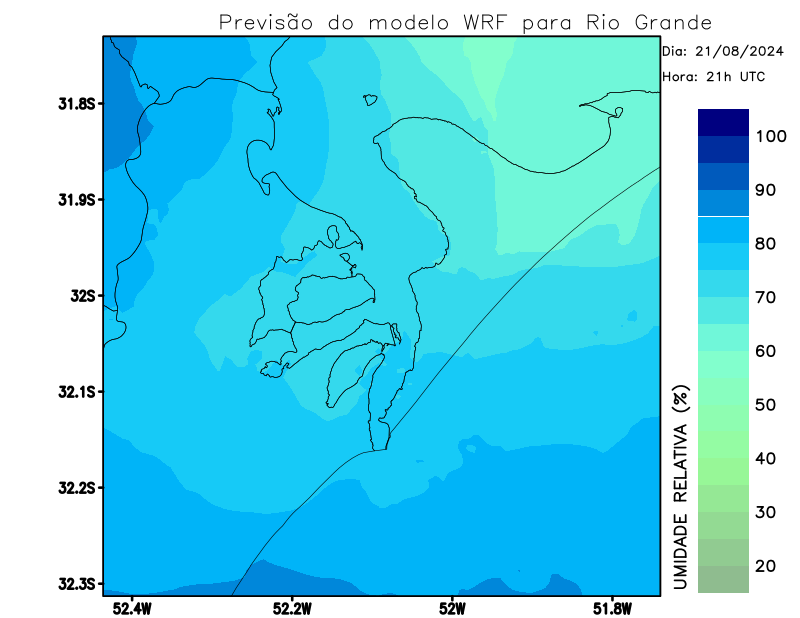 Previsão do modelo WRF para Rio Grande
Dia: 21/08/2024
Hora: 21h UTC
31.8S
31.9S
32S
32.1S
32.2S
32.3S
52.4W
52.2W
52W
51.8W
100
90
80
70
60
50
40
30
20
UMIDADE RELATIVA (%)